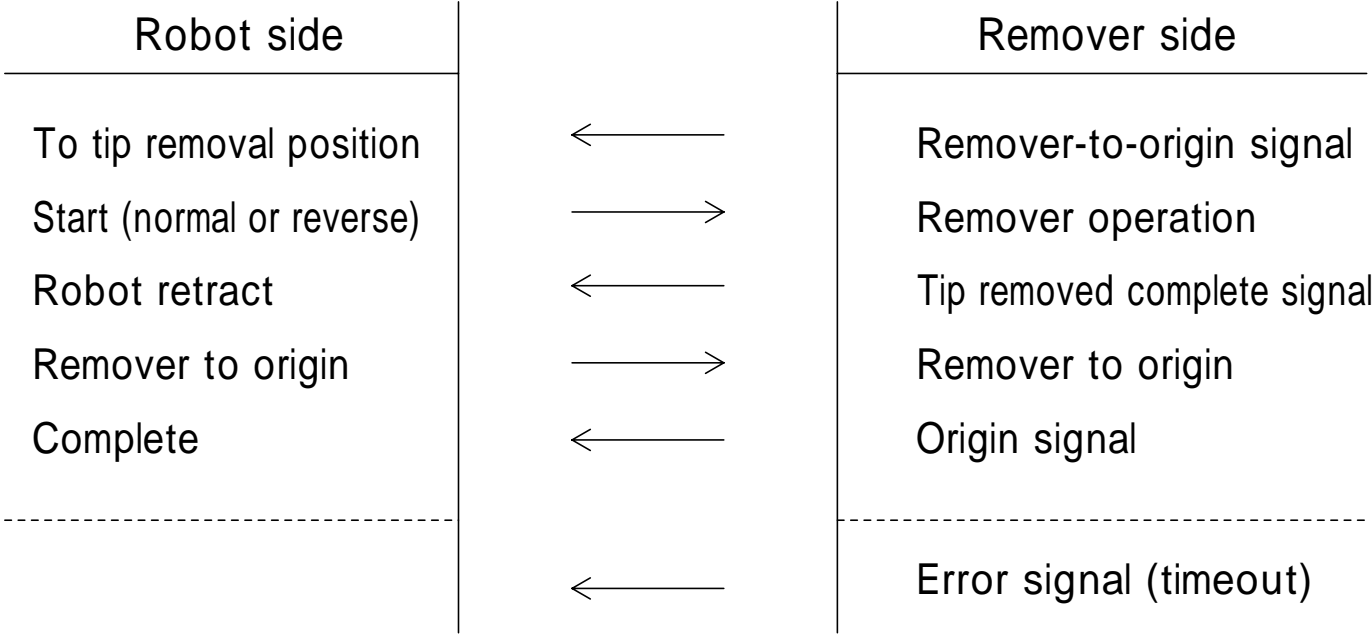 Robot side Remover side
To tip removal position Remover-to-origin signal
Start (normal or reverse) Remover operation
Robot retract Tip removed complete signal
Remover to origin Remover to origin
Complete Origin signal
Error signal (timeout)